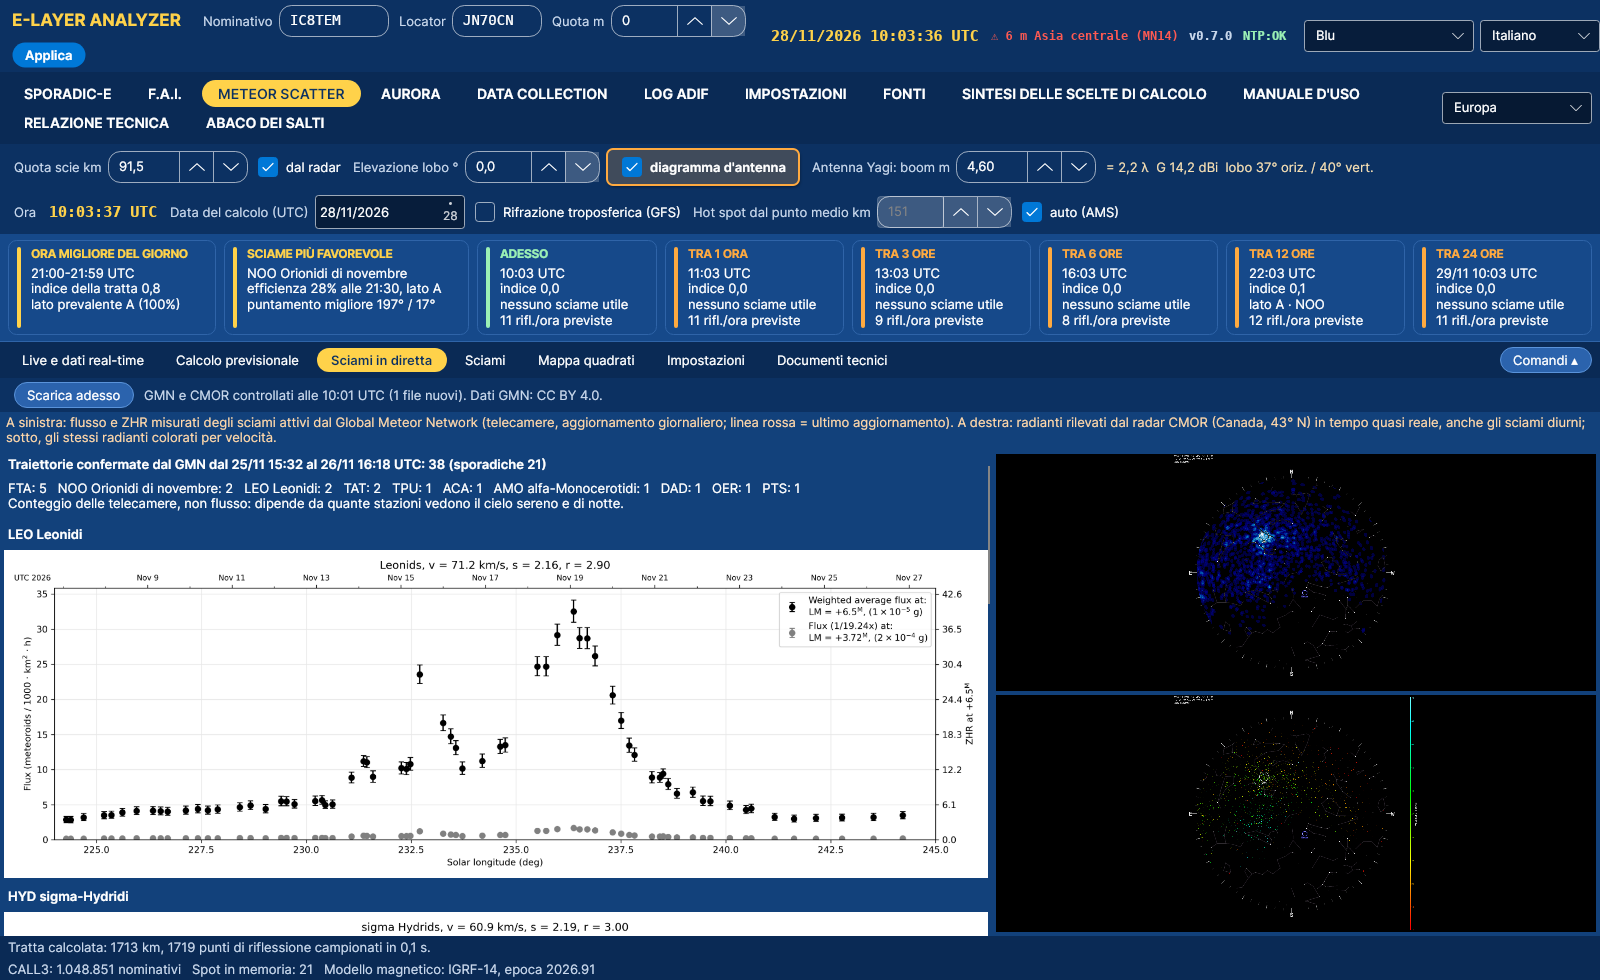 E-LAYER ANALYZER
Nominativo IC8TEM Locator JN70CN Quota m 0
28/11/2026 10:03:36 UTC ⚠ 6 m Asia centrale (MN14) v0.7.0 NTP:OK Blu Italiano
Applica
SPORADIC-E F.A.I. METEOR SCATTER AURORA DATA COLLECTION LOG ADIF IMPOSTAZIONI FONTI SINTESI DELLE SCELTE DI CALCOLO MANUALE D'USO
RELAZIONE TECNICA ABACO DEI SALTI
Europa
Quota scie km 91,5 dal radar Elevazione lobo ° 0,0 diagramma d'antenna Antenna Yagi: boom m 4,60 = 2,2 λ G 14,2 dBi lobo 37° oriz. / 40° vert.
Ora 10:03:37 UTC Data del calcolo (UTC) 28/11/2026 28 Rifrazione troposferica (GFS) Hot spot dal punto medio km 151 auto (AMS)
ORA MIGLIORE DEL GIORNO
21:00-21:59 UTC
indice della tratta 0,8
lato prevalente A (100%)
SCIAME PIÙ FAVOREVOLE
NOO Orionidi di novembre
efficienza 28% alle 21:30, lato A
puntamento migliore 197° / 17°
ADESSO
10:03 UTC
indice 0,0
nessuno sciame utile
11 rifl./ora previste
TRA 1 ORA
11:03 UTC
indice 0,0
nessuno sciame utile
11 rifl./ora previste
TRA 3 ORE
13:03 UTC
indice 0,0
nessuno sciame utile
9 rifl./ora previste
TRA 6 ORE
16:03 UTC
indice 0,0
nessuno sciame utile
8 rifl./ora previste
TRA 12 ORE
22:03 UTC
indice 0,1
lato A · NOO
12 rifl./ora previste
TRA 24 ORE
29/11 10:03 UTC
indice 0,0
nessuno sciame utile
11 rifl./ora previste
Live e dati real-time Calcolo previsionale Sciami in diretta Sciami Mappa quadrati Impostazioni Documenti tecnici Comandi ▴
Scarica adesso GMN e CMOR controllati alle 10:01 UTC (1 file nuovi). Dati GMN: CC BY 4.0.
A sinistra: flusso e ZHR misurati degli sciami attivi dal Global Meteor Network (telecamere, aggiornamento giornaliero; linea rossa = ultimo aggiornamento). A destra: radianti rilevati dal radar CMOR (Canada, 43° N) in tempo quasi reale, anche gli sciami diurni;
sotto, gli stessi radianti colorati per velocità.
Traiettorie confermate dal GMN dal 25/11 15:32 al 26/11 16:18 UTC: 38 (sporadiche 21)
FTA: 5 NOO Orionidi di novembre: 2 LEO Leonidi: 2 TAT: 2 TPU: 1 ACA: 1 AMO alfa-Monocerotidi: 1 DAD: 1 OER: 1 PTS: 1
Conteggio delle telecamere, non flusso: dipende da quante stazioni vedono il cielo sereno e di notte.
LEO Leonidi
Leonids, v = 71.2 km/s, s = 2.16, r = 2.90
UTC 2026 Nov 9 Nov 11 Nov 13 Nov 15 Nov 17 Nov 19 Nov 21 Nov 23 Nov 25 Nov 27
Weighted average flux at:
LM = +6.5ᴹ, (1 × 10⁻⁵ g)
Flux (1/19.24x) at:
LM = +3.72ᴹ, (2 × 10⁻⁴ g)
35 30 25 20 15 10 5 0
Flux (meteoroids / 1000 · km² · h)
42.6 36.5 30.4 24.4 18.3 12.2 6.1 0.0
ZHR at +6.5ᴹ
225.0 227.5 230.0 232.5 235.0 237.5 240.0 242.5 245.0
Solar longitude (deg)
HYD sigma-Hydridi
sigma Hydrids, v = 60.9 km/s, s = 2.19, r = 3.00
Tratta calcolata: 1713 km, 1719 punti di riflessione campionati in 0,1 s.
CALL3: 1.048.851 nominativi Spot in memoria: 21 Modello magnetico: IGRF-14, epoca 2026.91